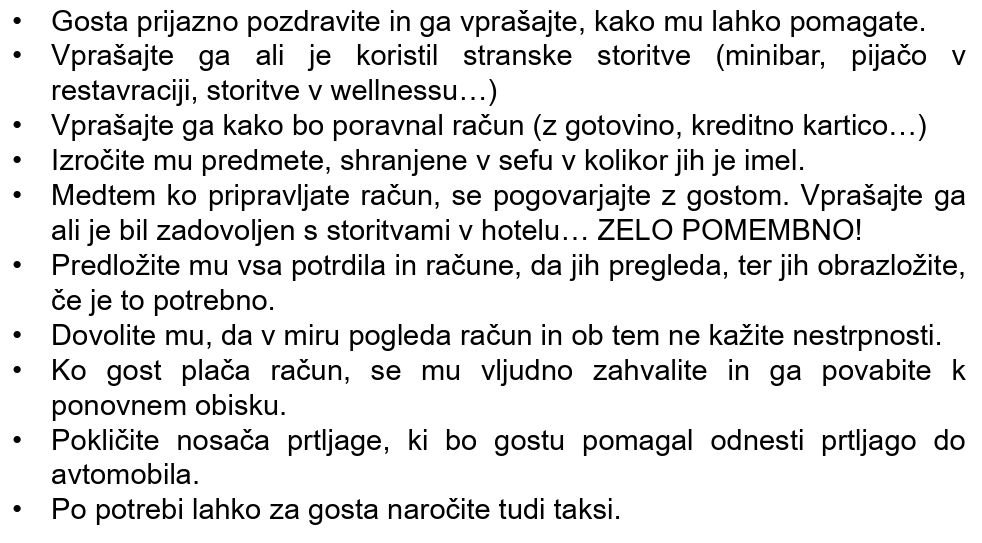 • Gosta prijazno pozdravite in ga vprašajte, kako mu lahko pomagate.
• Vprašajte ga ali je koristil stranske storitve (minibar, pijačo v
restavraciji, storitve v wellnessu…)
• Vprašajte ga kako bo poravnal račun (z gotovino, kreditno kartico…)
• Izročite mu predmete, shranjene v sefu v kolikor jih je imel.
• Medtem ko pripravljate račun, se pogovarjajte z gostom. Vprašajte ga
ali je bil zadovoljen s storitvami v hotelu… ZELO POMEMBNO!
• Predložite mu vsa potrdila in račune, da jih pregleda, ter jih obrazložite,
če je to potrebno.
• Dovolite mu, da v miru pogleda račun in ob tem ne kažite nestrpnosti.
• Ko gost plača račun, se mu vljudno zahvalite in ga povabite k
ponovnem obisku.
• Pokličite nosača prtljage, ki bo gostu pomagal odnesti prtljago do
avtomobila.
• Po potrebi lahko za gosta naročite tudi taksi.